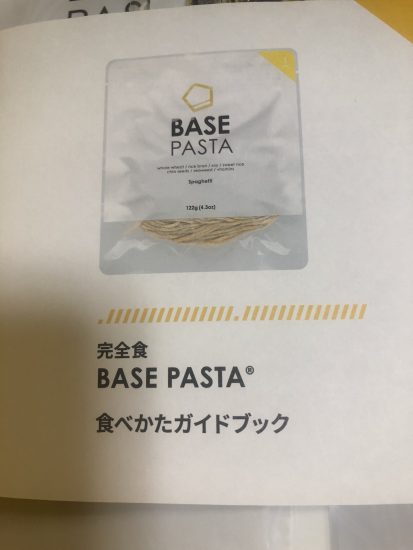 BASE
PASTA
whole wheat / rice bran / soy / sweet rice
chia seeds / seaweed / vitamins
Spaghetti
122g (4.3oz)
完全食
BASE PASTA®
食べかたガイドブック